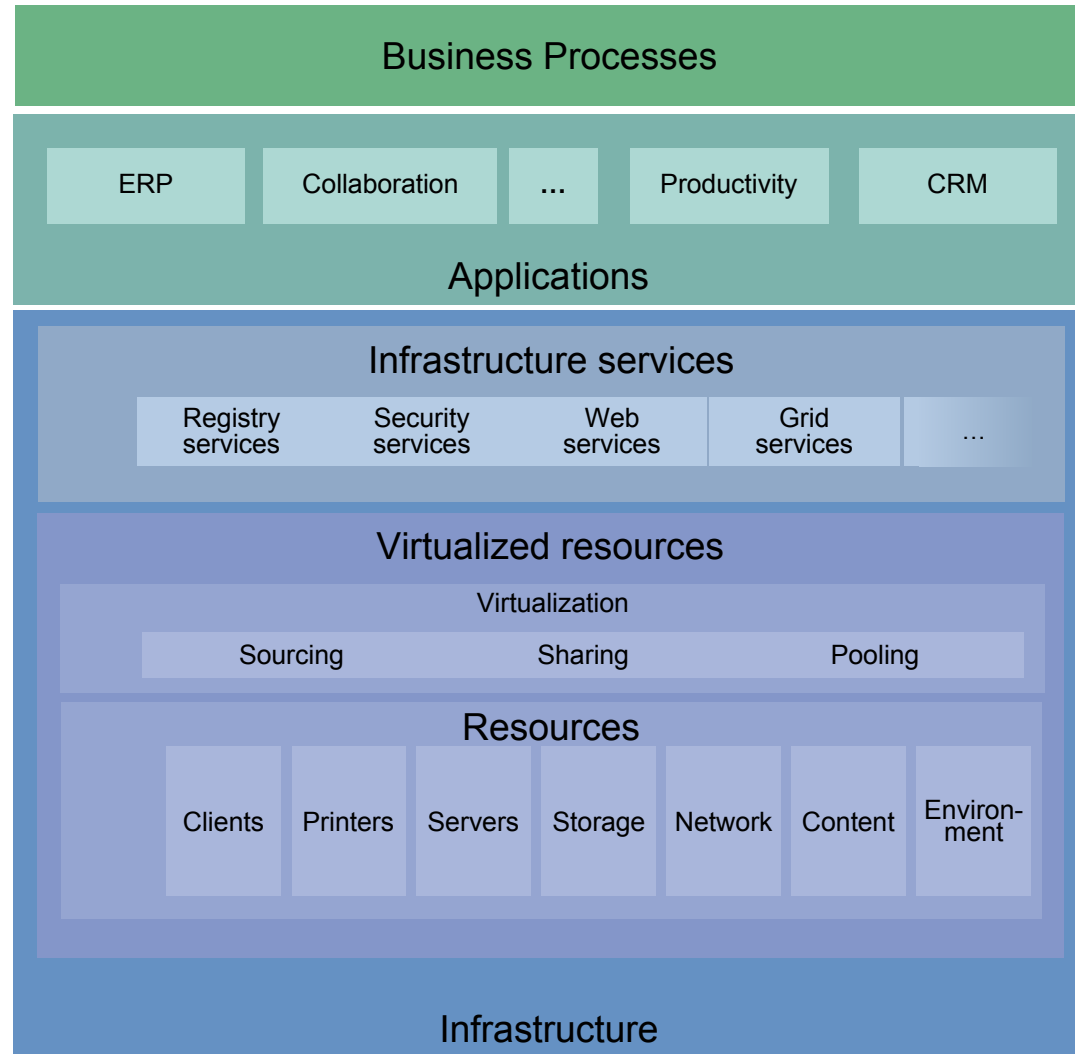 Business Processes
ERP
Collaboration
...
Productivity
CRM
Applications
Infrastructure services
Registry
services
Security
services
Web
services
Grid
services
...
Virtualized resources
Virtualization
Sourcing
Sharing
Pooling
Resources
Clients
Printers
Servers
Storage
Network
Content
Environ-
ment
Infrastructure